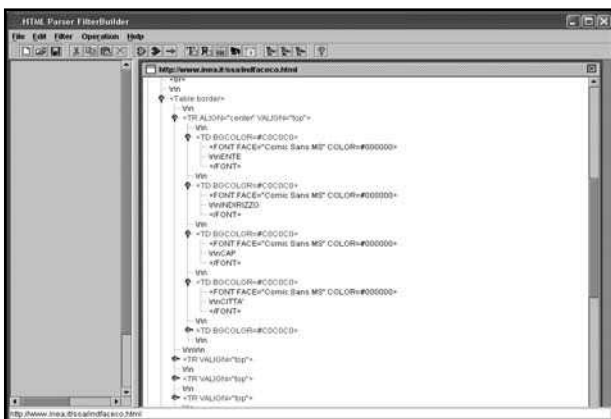 HTML Parser FilterBuilder
File Edit Filter Operation Help
http://www.inea.it/ssa/indfaceco.html
<BR>
\r\n
<Table border>
\r\n
<TR ALIGN="center" VALIGN="top">
\r\n
<TD BGCOLOR=#C0C0C0>
<FONT FACE="Comic Sans MS" COLOR=#000000>
\r\nENTE
</FONT>
\r\n
<TD BGCOLOR=#C0C0C0>
<FONT FACE="Comic Sans MS" COLOR=#000000>
\r\nINDIRIZZO
</FONT>
\r\n
<TD BGCOLOR=#C0C0C0>
<FONT FACE="Comic Sans MS" COLOR=#000000>
\r\nCAP
</FONT>
\r\n
<TD BGCOLOR=#C0C0C0>
<FONT FACE="Comic Sans MS" COLOR=#000000>
\r\nCITTA'
</FONT>
\r\n
<TD BGCOLOR=#C0C0C0>
\r\n
\r\n\r\n
<TR VALIGN="top">
\r\n
<TR VALIGN="top">
\r\n
<TR VALIGN="top">
\r\n
http://www.inea.it/ssa/indfaceco.html